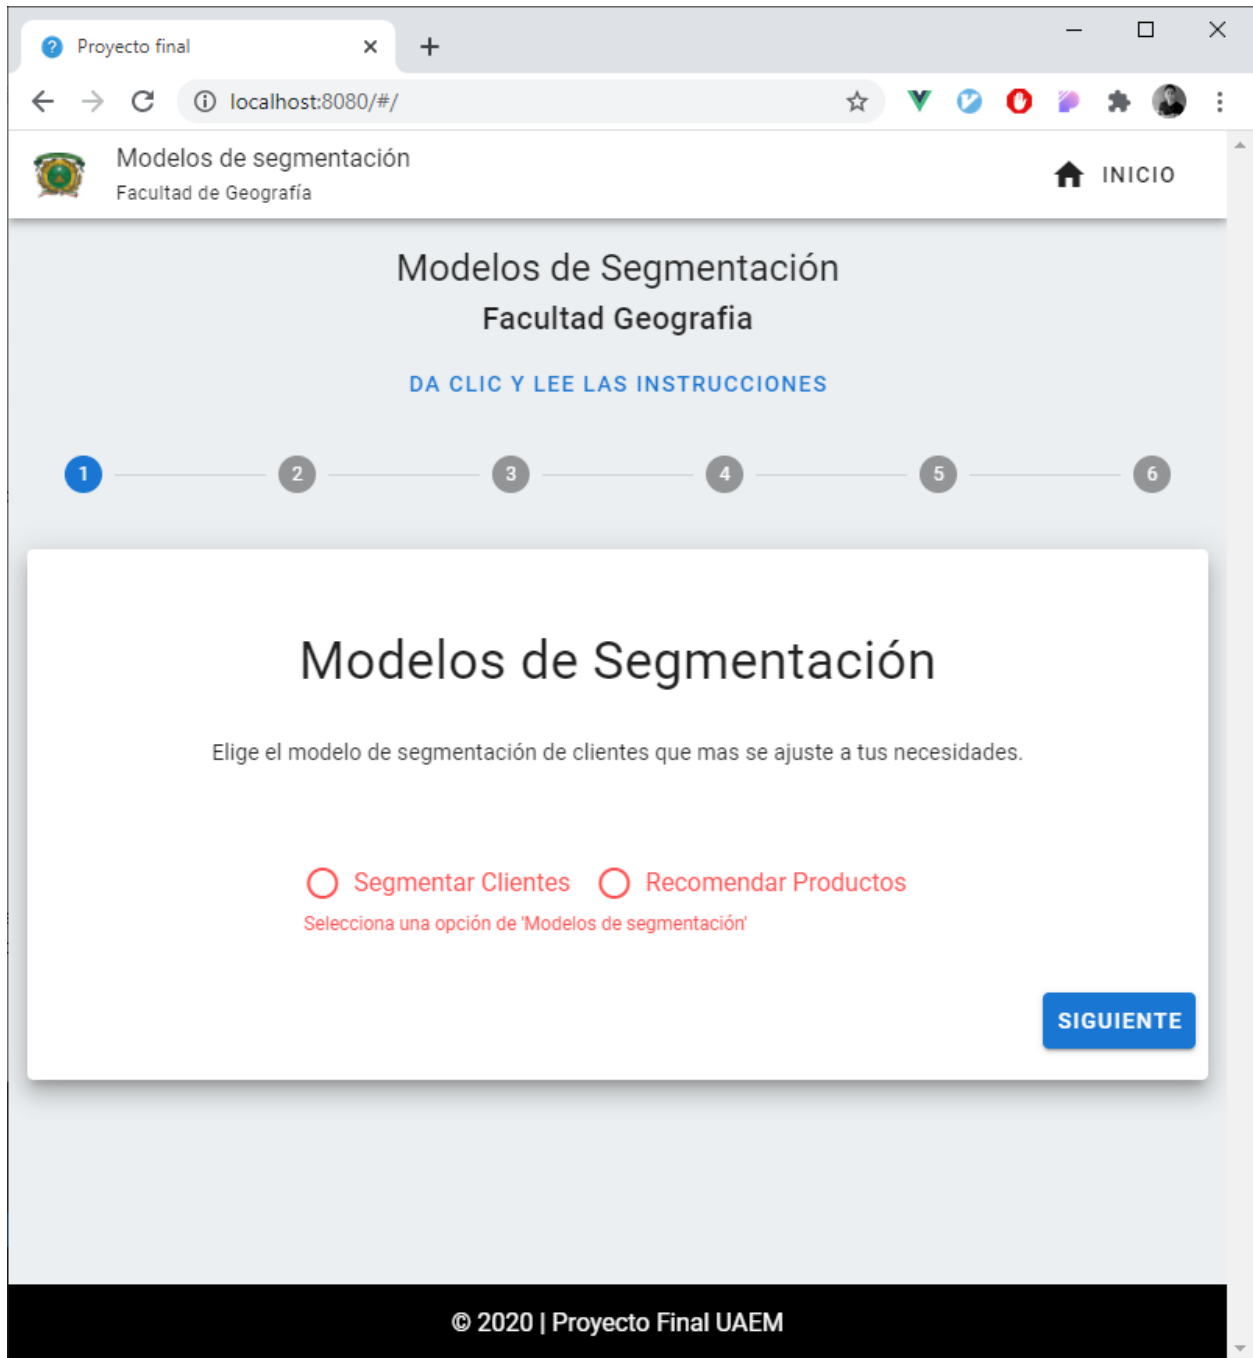 Proyecto final
localhost:8080/#/
Modelos de segmentación
Facultad de Geografía
INICIO
Modelos de Segmentación
Facultad Geografia
DA CLIC Y LEE LAS INSTRUCCIONES
1 2 3 4 5 6
Modelos de Segmentación
Elige el modelo de segmentación de clientes que mas se ajuste a tus necesidades.
Segmentar Clientes Recomendar Productos
Selecciona una opción de 'Modelos de segmentación'
SIGUIENTE
© 2020 | Proyecto Final UAEM